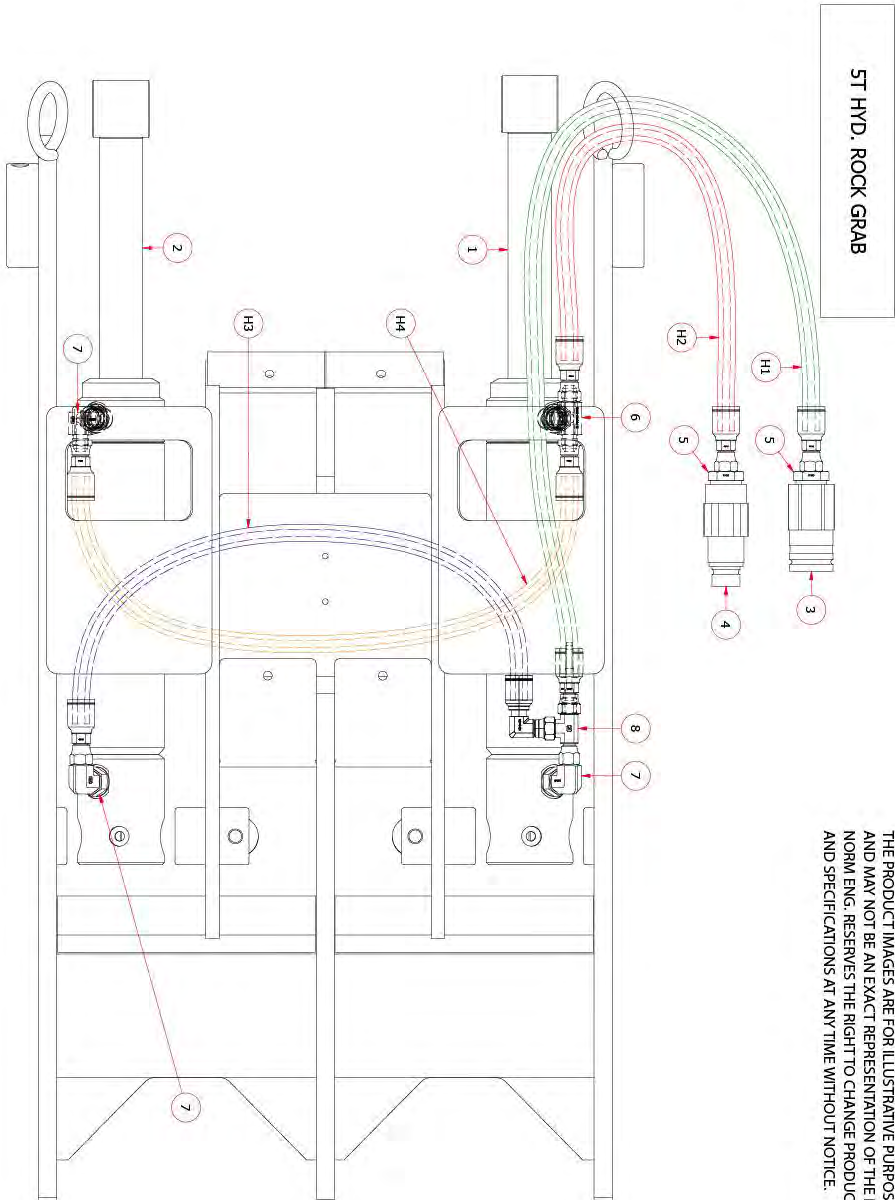 5T HYD. ROCK GRAB
THE PRODUCT IMAGES ARE FOR ILLUSTRATIVE
AND MAY NOT BE AN EXACT REPRESENTATION OF THE
NORM ENG. RESERVES THE RIGHT TO CHANGE
AND SPECIFICATIONS AT ANY TIME WITHOUT NOTICE.
H1
H2
5
5
3
4
1
2
H4
H3
6
7
8
7
7